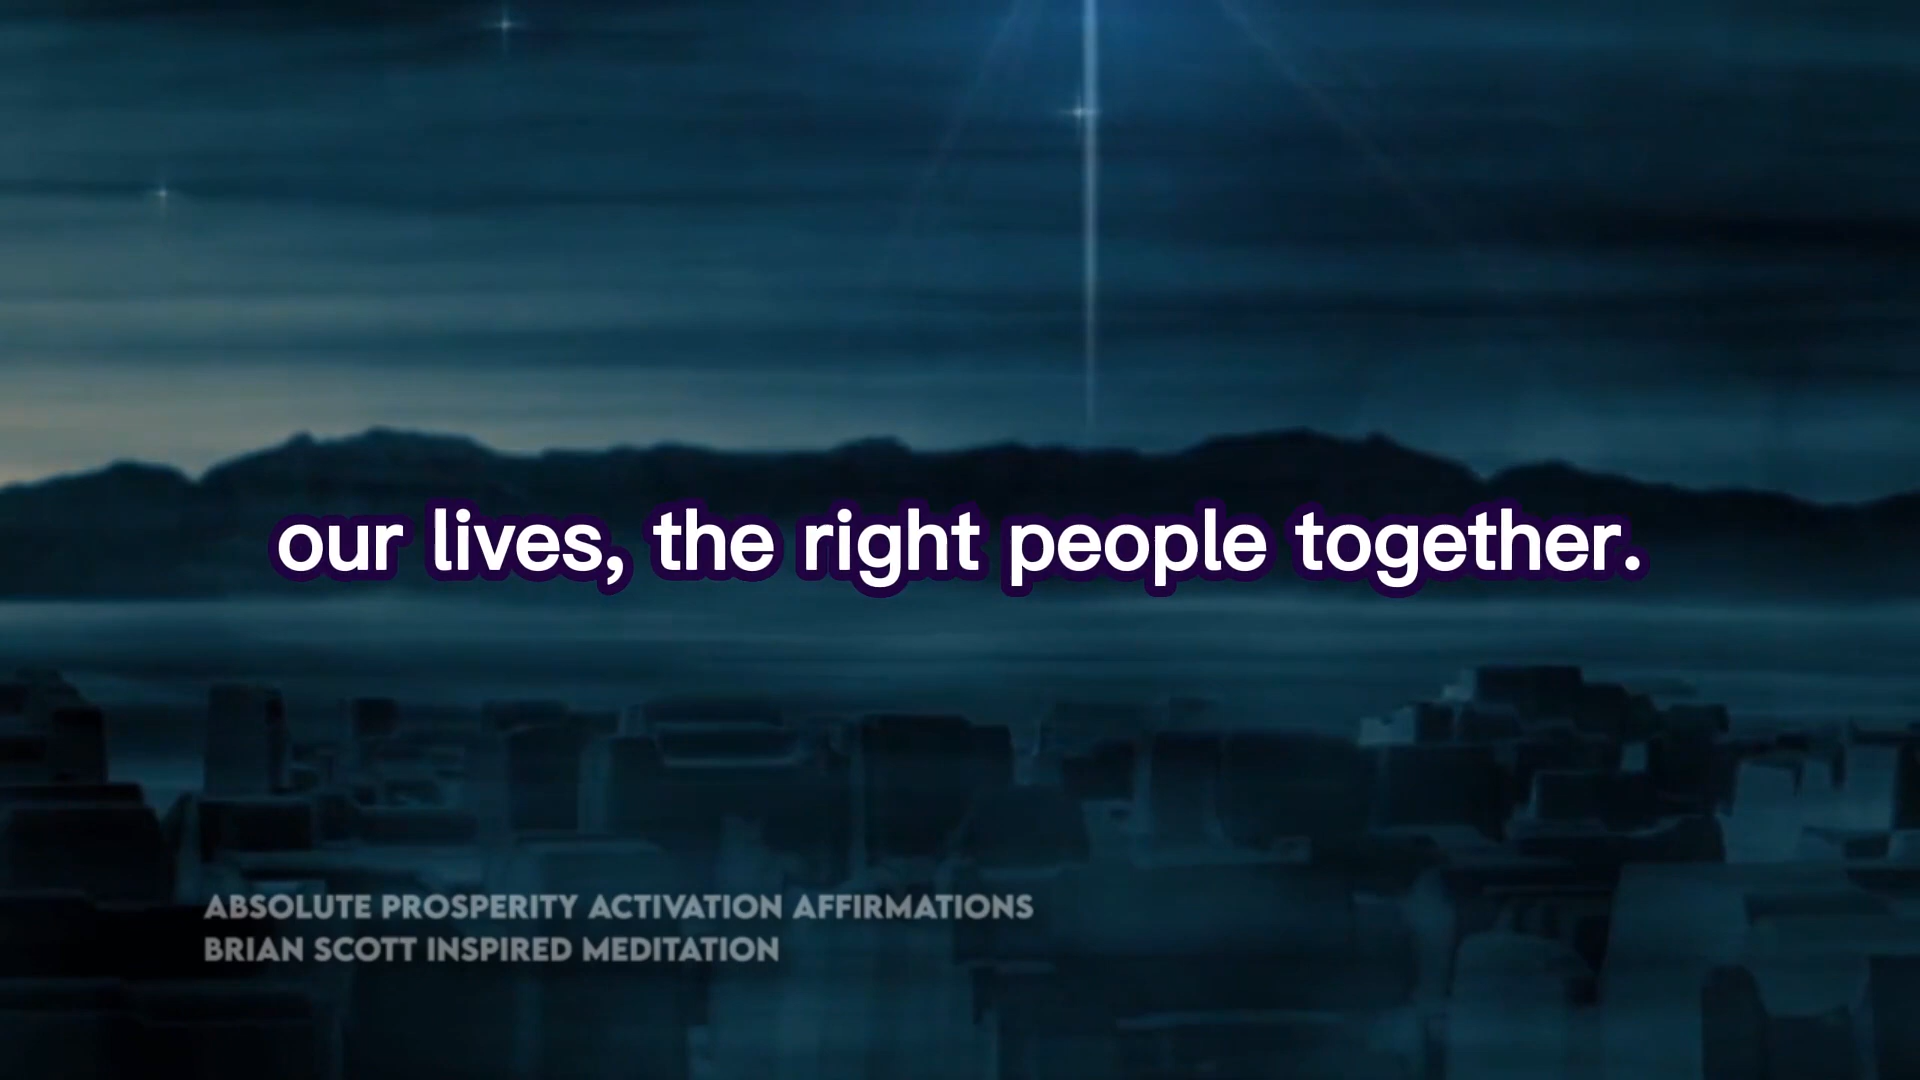 our lives, the right people together.
ABSOLUTE PROSPERITY ACTIVATION AFFIRMATIONS
BRIAN SCOTT INSPIRED MEDITATION